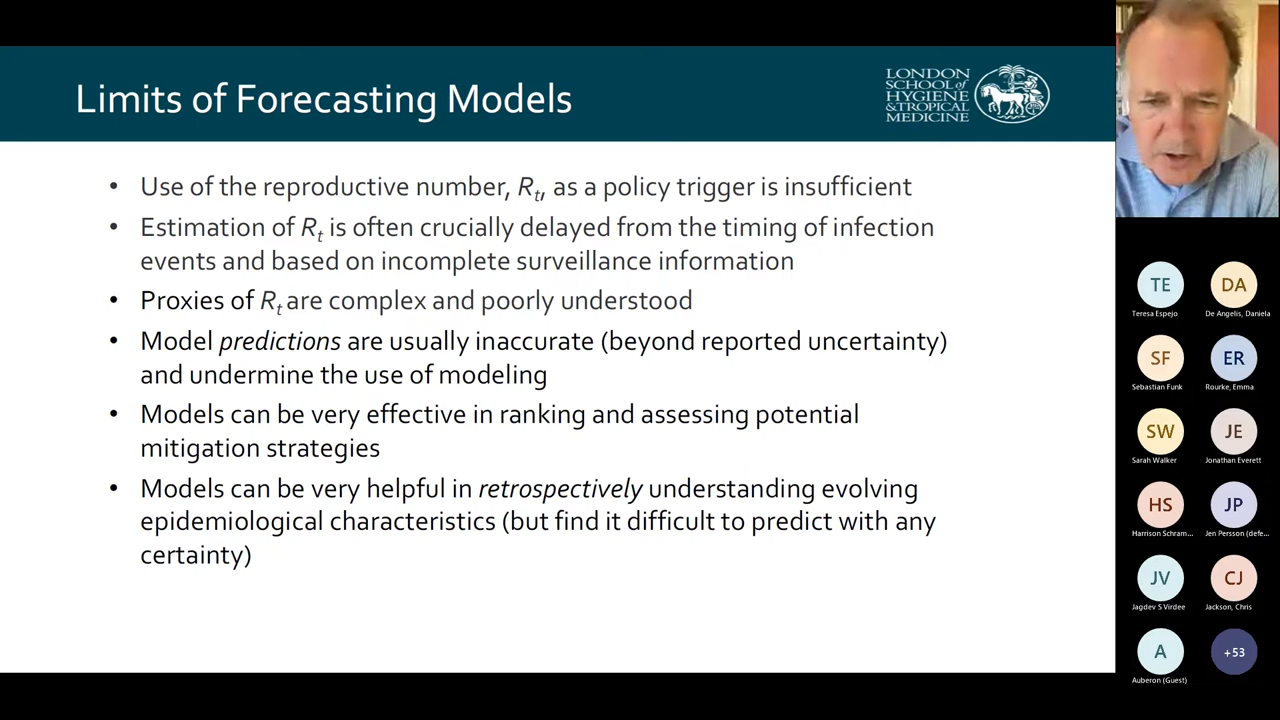 Limits of Forecasting Models
LONDON
SCHOOL of
HYGIENE
&TROPICAL
MEDICINE
• Use of the reproductive number, Rt, as a policy trigger is insufficient
• Estimation of Rt is often crucially delayed from the timing of infection
events and based on incomplete surveillance information
• Proxies of Rt are complex and poorly understood
• Model predictions are usually inaccurate (beyond reported uncertainty)
and undermine the use of modeling
• Models can be very effective in ranking and assessing potential
mitigation strategies
• Models can be very helpful in retrospectively understanding evolving
epidemiological characteristics (but find it difficult to predict with any
certainty)
TE
Teresa Espejo
DA
De Angelis, Daniela
SF
Sebastian Funk
ER
Rourke, Emma
SW
Sarah Walker
JE
Jonathan Everett
HS
Harrison Schram...
JP
Jen Persson (defe...
JV
Jagdev S Virdee
CJ
Jackson, Chris
A
Auberon (Guest)
+53